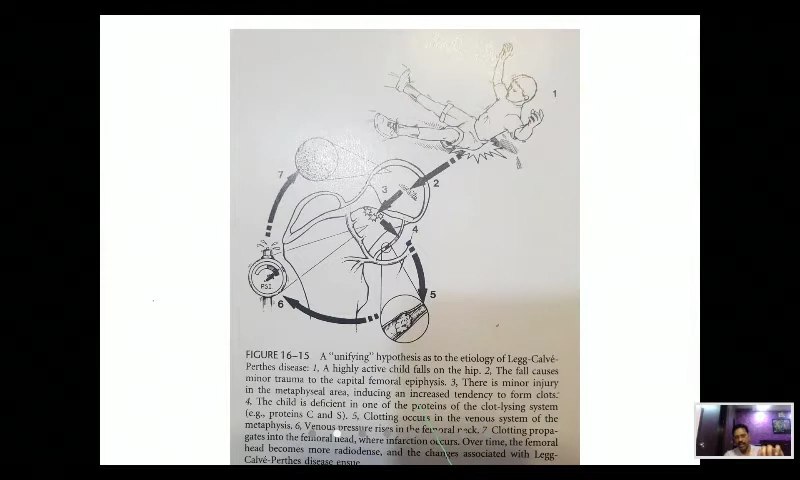 1
7
2
3
4
PSI
6
5
FIGURE 16–15 A "unifying" hypothesis as to the etiology of Legg-Calvé-
Perthes disease: 1, A highly active child falls on the hip. 2, The fall causes
minor trauma to the capital femoral epiphysis. 3, There is minor injury
in the metaphyseal area, inducing an increased tendency to form clots.
4, The child is deficient in one of the proteins of the clot-lysing system
(e.g., proteins C and S). 5, Clotting occurs in the venous system of the
metaphysis. 6, Venous pressure rises in the femoral neck. 7 Clotting propa-
gates into the femoral head, where infarction occurs. Over time, the femoral
head becomes more radiodense, and the changes associated with Legg-
Calvé-Perthes disease ensue